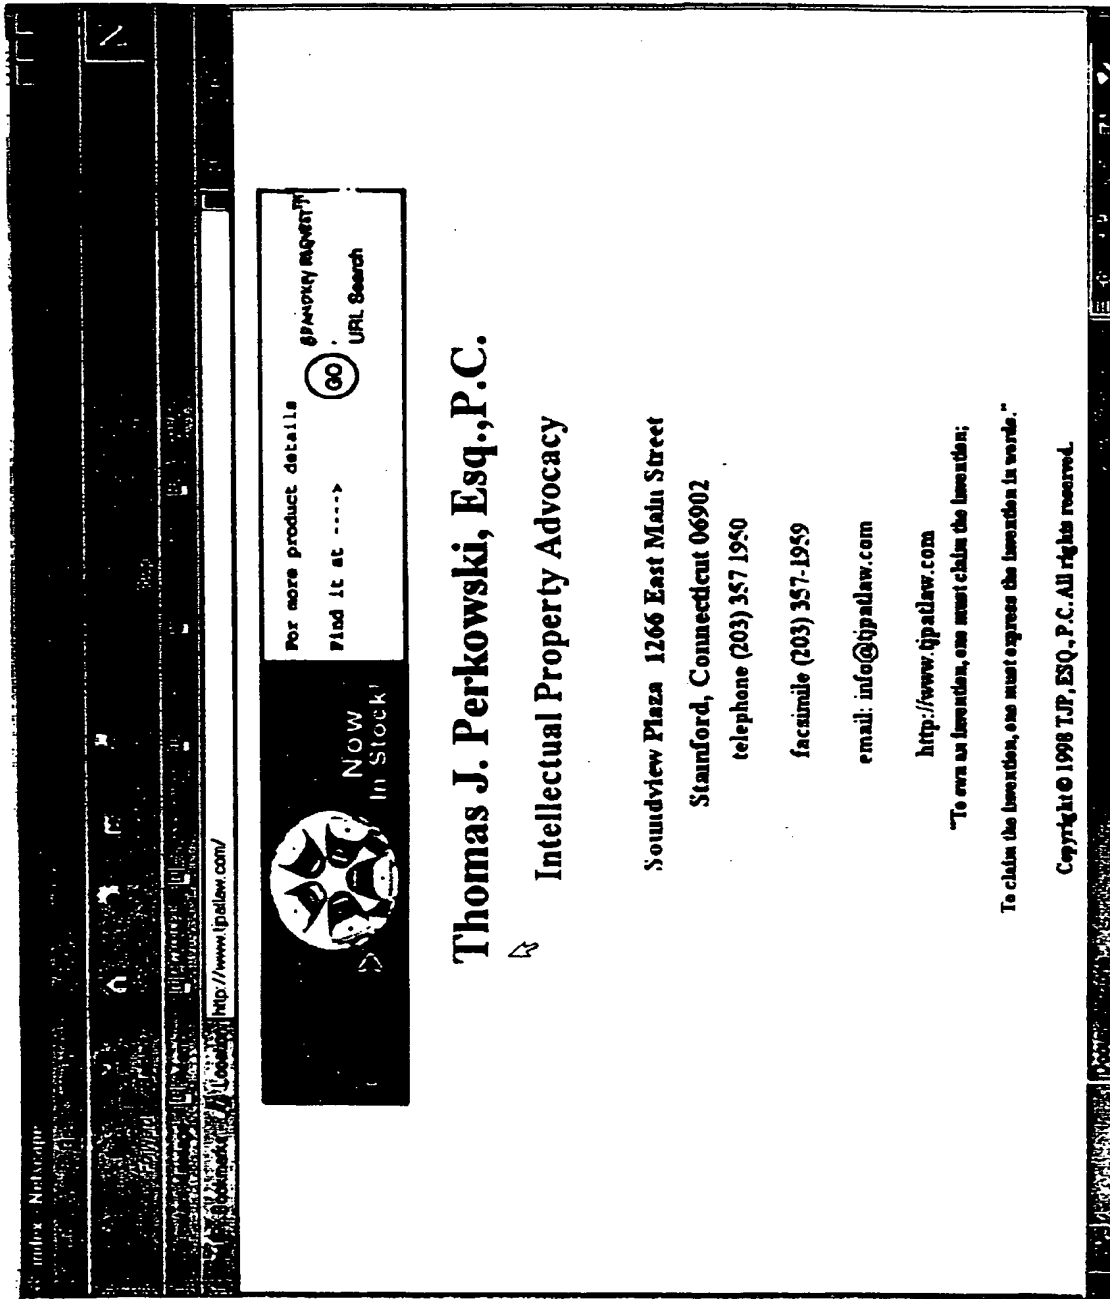 index - Netscape
Bookmarks Location http://www.tjpatlaw.com/
Now
In Stock!
For more product details
Find it at ---->
GO
BRANDKEY REQUEST™
URL Search
Thomas J. Perkowski, Esq.,P.C.
Intellectual Property Advocacy
Soundview Plaza 1266 East Main Street
Stamford, Connecticut 06902
telephone (203) 357 1950
facsimile (203) 357-1959
email: info@tjpatlaw.com
http://www.tjpatlaw.com
"To own an invention, one must claim the invention;
To claim the invention, one must express the invention in words."
Copyright © 1998 TJP, ESQ., P.C. All rights reserved.